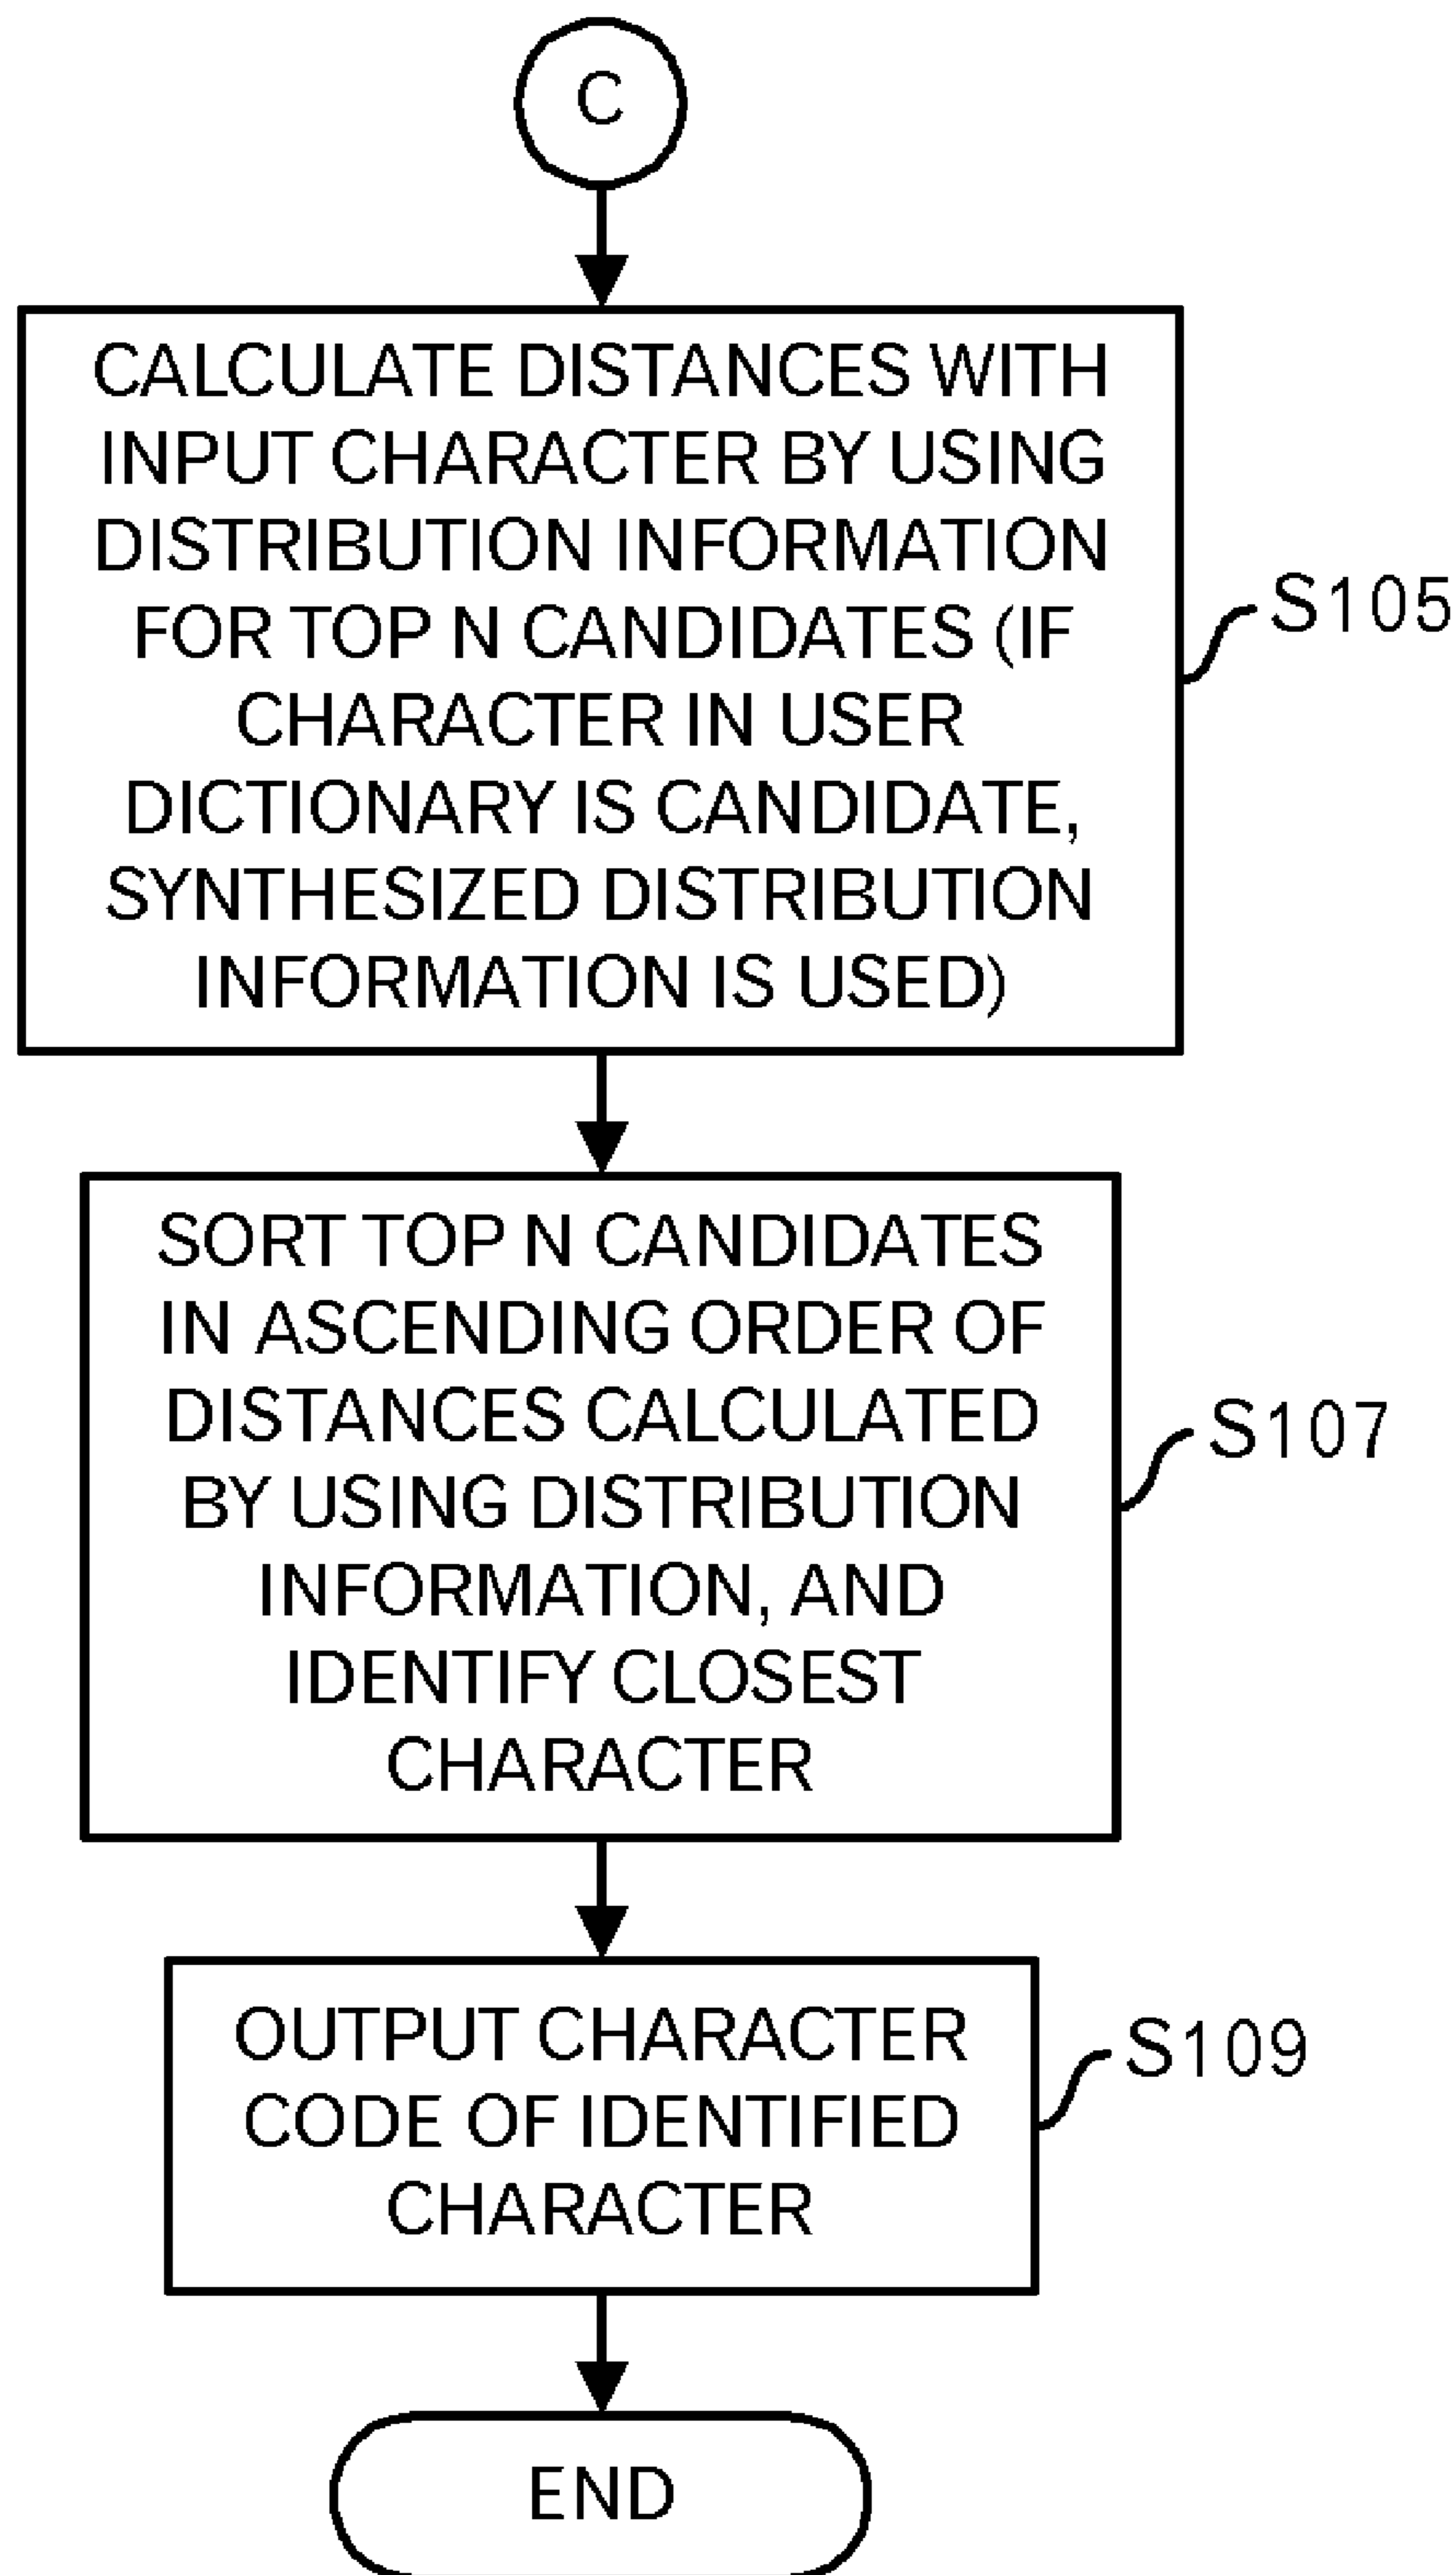 C
CALCULATE DISTANCES WITH
INPUT CHARACTER BY USING
DISTRIBUTION INFORMATION
FOR TOP N CANDIDATES (IF
CHARACTER IN USER
DICTIONARY IS CANDIDATE,
SYNTHESIZED DISTRIBUTION
INFORMATION IS USED)
S105
SORT TOP N CANDIDATES
IN ASCENDING ORDER OF
DISTANCES CALCULATED
BY USING DISTRIBUTION
INFORMATION, AND
IDENTIFY CLOSEST
CHARACTER
S107
OUTPUT CHARACTER
CODE OF IDENTIFIED
CHARACTER
S109
END